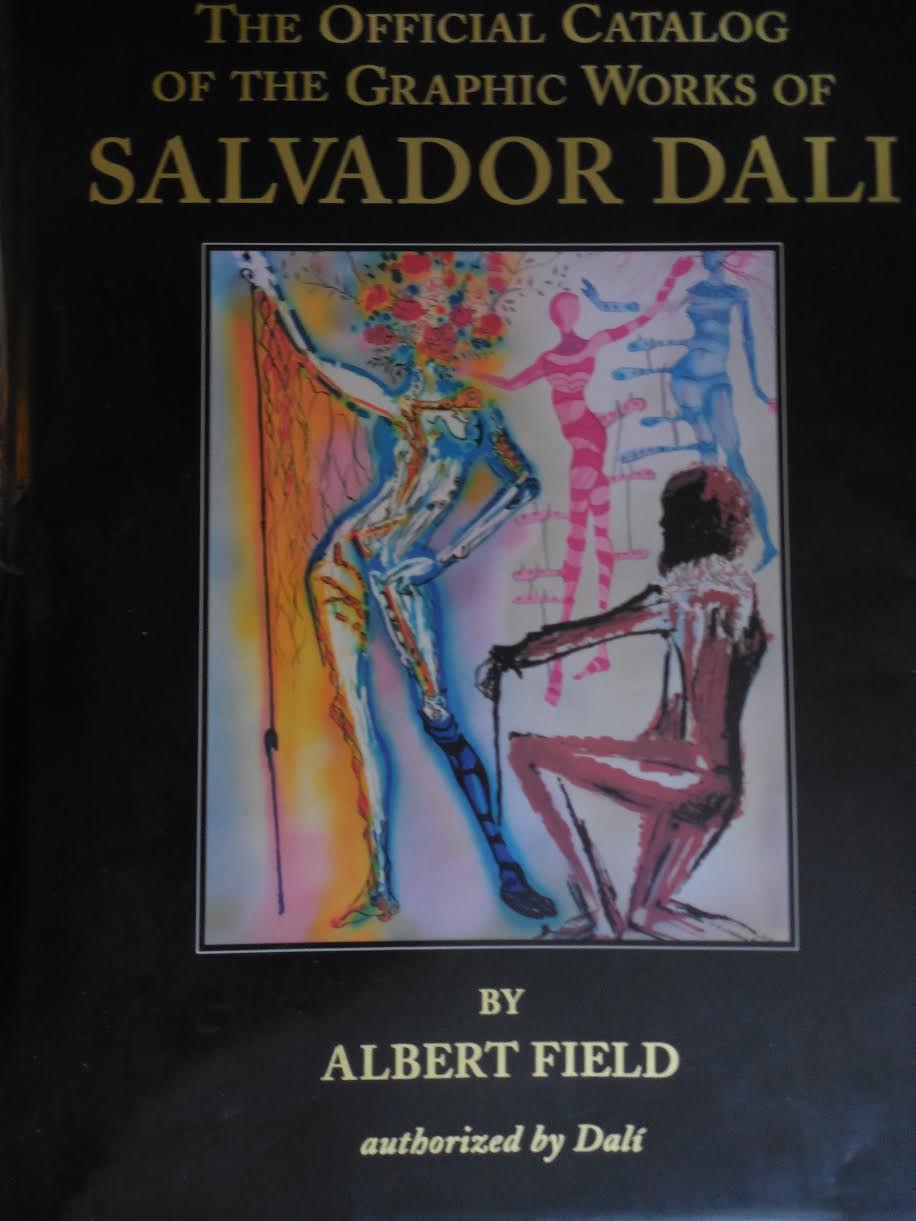 THE OFFICIAL CATALOG
OF THE GRAPHIC WORKS OF
SALVADOR DALI
BY
ALBERT FIELD
authorized by Dalí